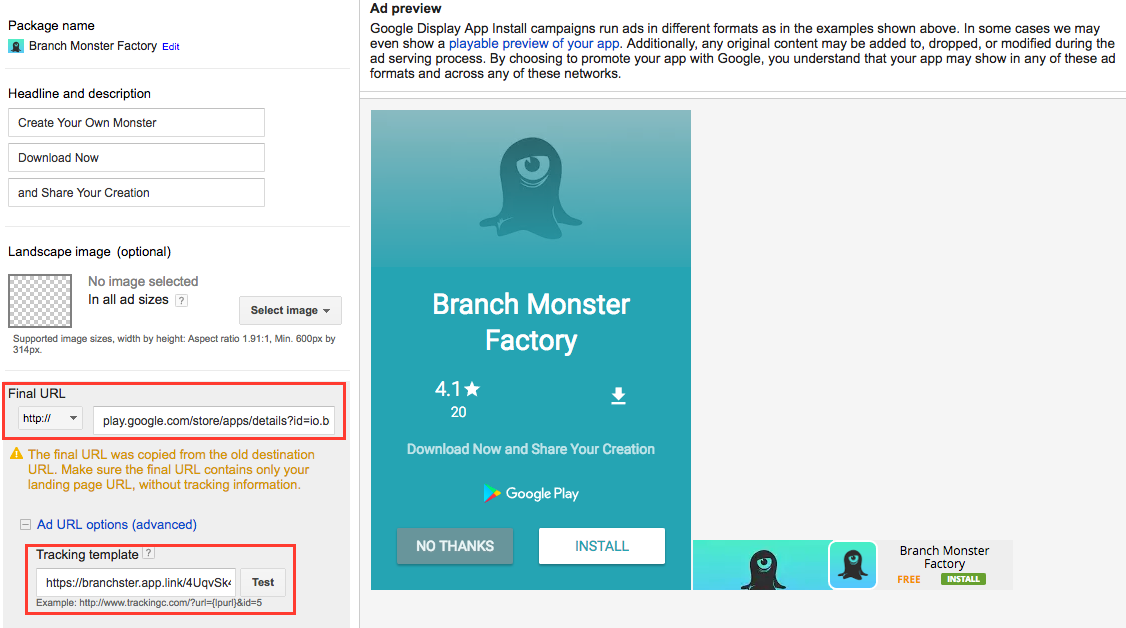 Package name
Branch Monster Factory Edit
Headline and description
Create Your Own Monster
Download Now
and Share Your Creation
Landscape image (optional)
No image selected
In all ad sizes ?
Select image
Supported image sizes, width by height: Aspect ratio 1.91:1, Min. 600px by
314px.
Final URL
http://
play.google.com/store/apps/details?id=io.b
The final URL was copied from the old destination
URL. Make sure the final URL contains only your
landing page URL, without tracking information.
Ad URL options (advanced)
Tracking template ?
https://branchster.app.link/4UqvSk4
Test
Example: http://www.trackingc.com/?url={lpurl}&id=5
Ad preview
Google Display App Install campaigns run ads in different formats as in the examples shown above. In some cases we may
even show a playable preview of your app. Additionally, any original content may be added to, dropped, or modified during the
ad serving process. By choosing to promote your app with Google, you understand that your app may show in any of these ad
formats and across any of these networks.
Branch Monster
Factory
4.1
20
Download Now and Share Your Creation
Google Play
NO THANKS
INSTALL
Branch Monster
Factory
FREE
INSTALL